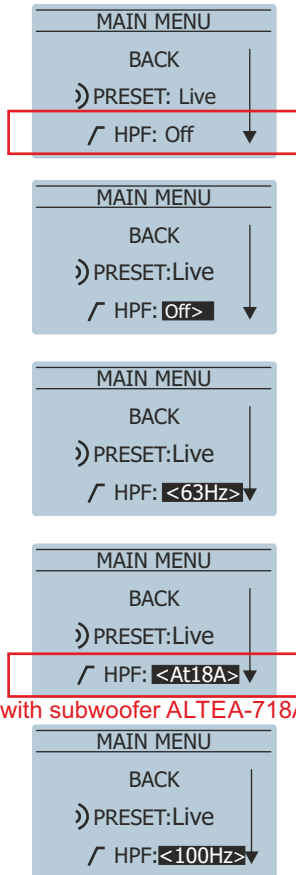 MAIN MENU
BACK
PRESET: Live
HPF: Off
MAIN MENU
BACK
PRESET:Live
HPF: Off>
MAIN MENU
BACK
PRESET:Live
HPF: <63Hz>
MAIN MENU
BACK
PRESET:Live
HPF: <At18A>
with subwoofer ALTEA-718A
MAIN MENU
BACK
PRESET:Live
HPF:<100Hz>